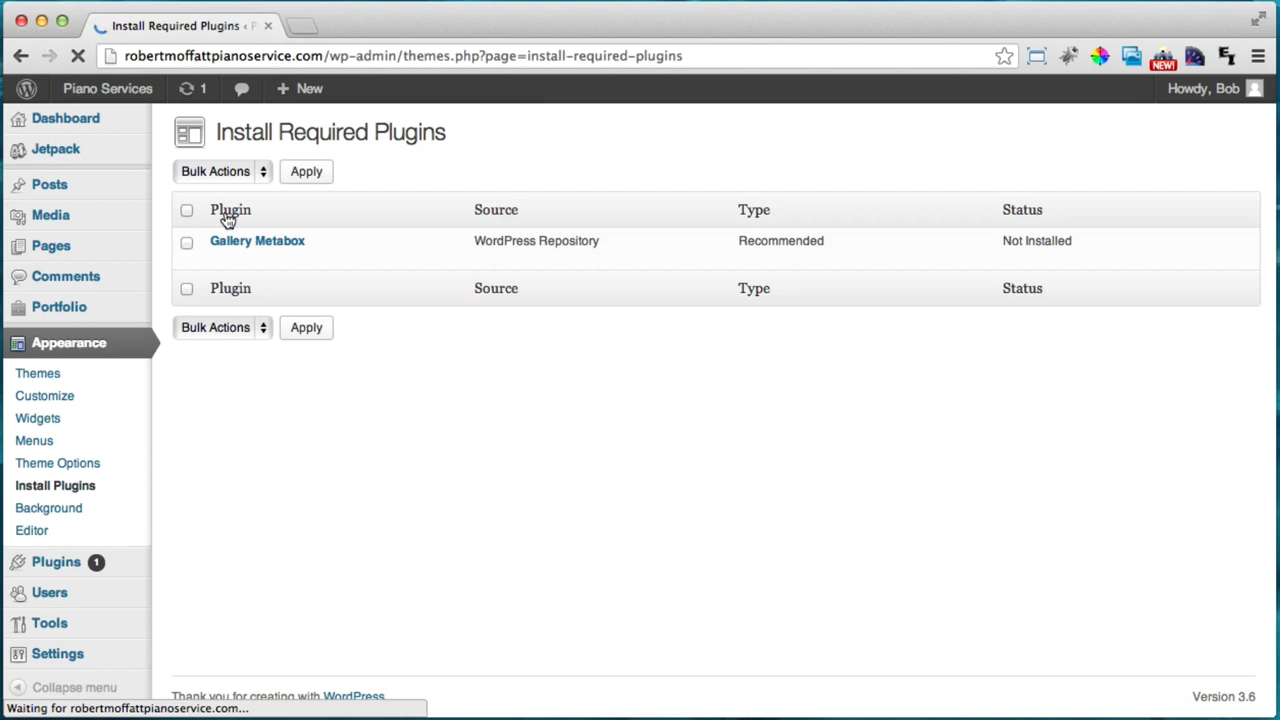 Install Required Plugins ‹ P
robertmoffattpianoservice.com/wp-admin/themes.php?page=install-required-plugins
NEW!
Piano Services 1 New Howdy, Bob
Dashboard
Jetpack
Posts
Media
Pages
Comments
Portfolio
Appearance
Themes
Customize
Widgets
Menus
Theme Options
Install Plugins
Background
Editor
Plugins 1
Users
Tools
Settings
Collapse menu
Install Required Plugins
Bulk Actions Apply
Plugin Source Type Status
Gallery Metabox WordPress Repository Recommended Not Installed
Plugin Source Type Status
Bulk Actions Apply
Thank you for creating with WordPress
Version 3.6
Waiting for robertmoffattpianoservice.com...